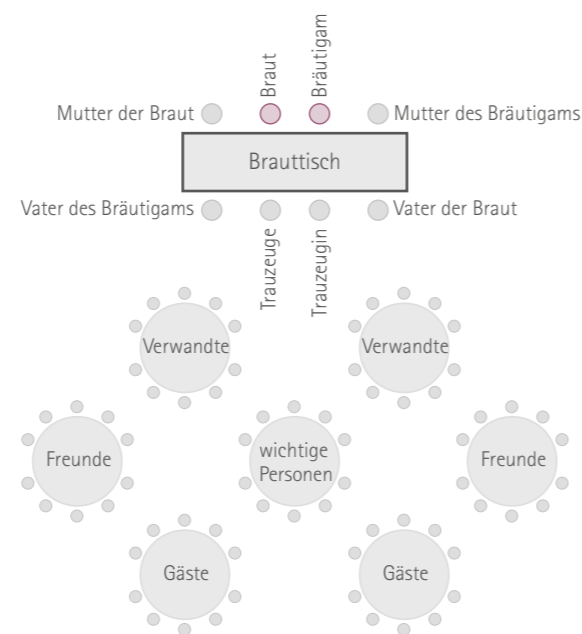 Braut
Bräutigam
Mutter der Braut
Mutter des Bräutigams
Brauttisch
Vater des Bräutigams
Vater der Braut
Trauzeuge
Trauzeugin
Verwandte
Verwandte
Freunde
wichtige
Personen
Freunde
Gäste
Gäste